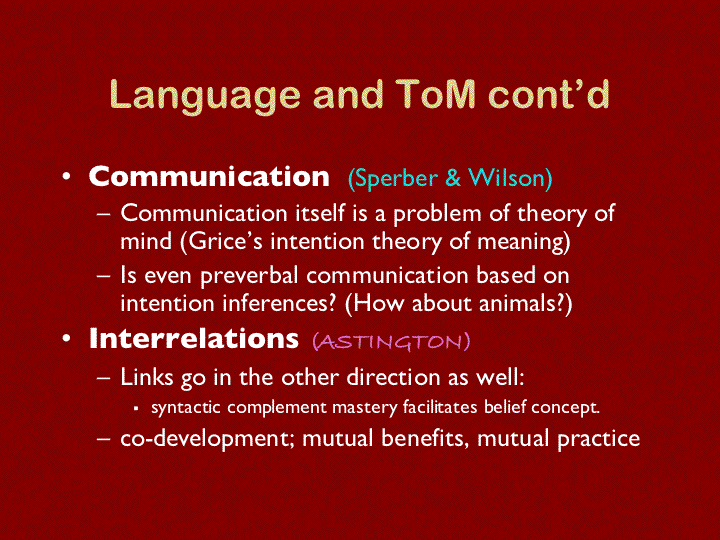 Language and ToM cont’d
• Communication (Sperber & Wilson)
– Communication itself is a problem of theory of
mind (Grice’s intention theory of meaning)
– Is even preverbal communication based on
intention inferences? (How about animals?)
• Interrelations (ASTINGTON)
– Links go in the other direction as well:
▪ syntactic complement mastery facilitates belief concept.
– co-development; mutual benefits, mutual practice